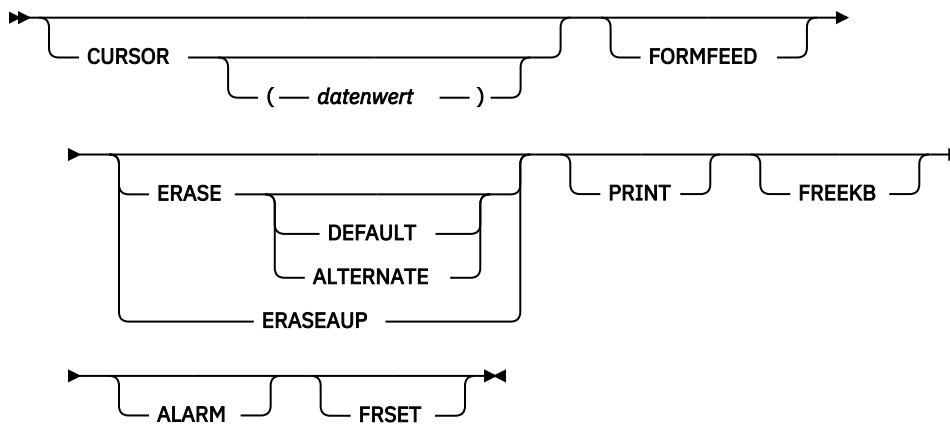 CURSOR FORMFEED
( datenwert )
ERASE PRINT FREEKB
DEFAULT
ALTERNATE
ERASEAUP
ALARM FRSET